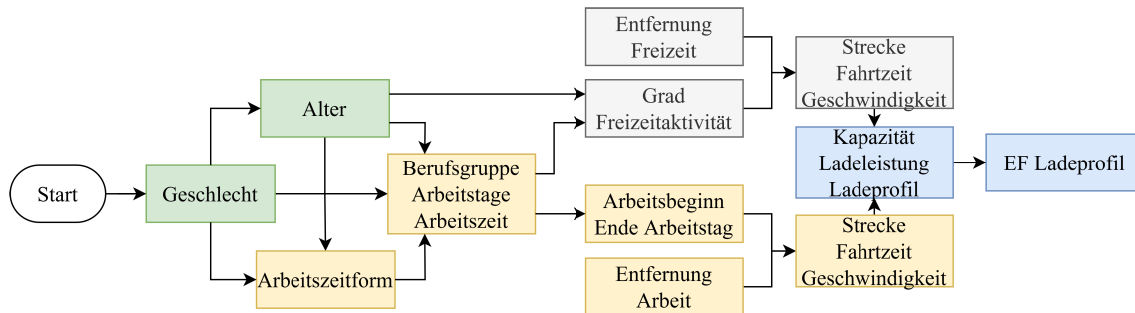 Start
Geschlecht
Alter
Arbeitszeitform
Berufsgruppe
Arbeitstage
Arbeitszeit
Entfernung
Freizeit
Grad
Freizeitaktivität
Arbeitsbeginn
Ende Arbeitstag
Entfernung
Arbeit
Strecke
Fahrtzeit
Geschwindigkeit
Kapazität
Ladeleistung
Ladeprofil
Strecke
Fahrtzeit
Geschwindigkeit
EF Ladeprofil